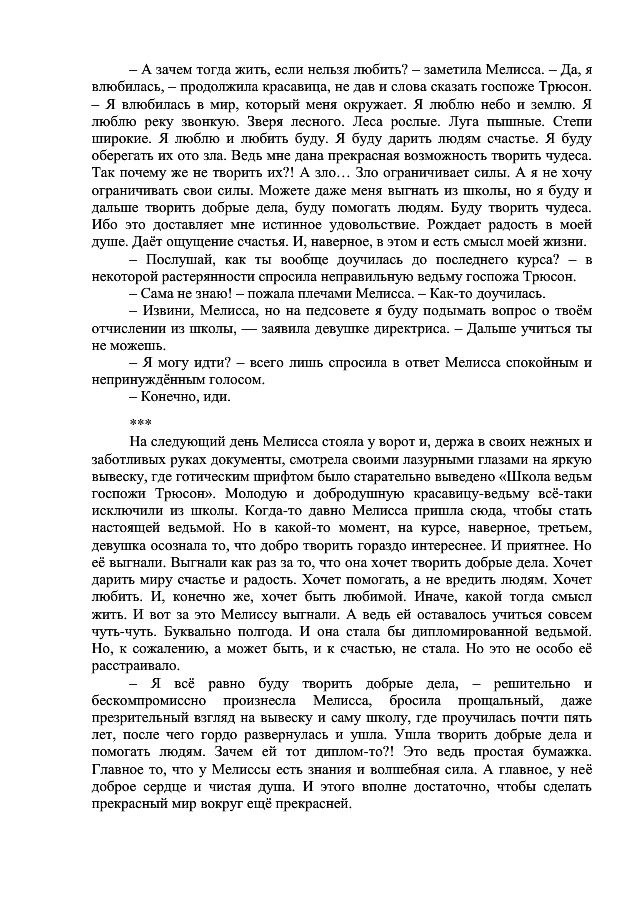 – А зачем тогда жить, если нельзя любить? – заметила Мелисса. – Да, я
влюбилась, – продолжила красавица, не дав и слова сказать госпоже Трюсон.
– Я влюбилась в мир, который меня окружает. Я люблю небо и землю. Я
люблю реку звонкую. Зверя лесного. Леса рослые. Луга пышные. Степи
широкие. Я люблю и любить буду. Я буду дарить людям счастье. Я буду
оберегать их ото зла. Ведь мне дана прекрасная возможность творить чудеса.
Так почему же не творить их?! А зло… Зло ограничивает силы. А я не хочу
ограничивать свои силы. Можете даже меня выгнать из школы, но я буду и
дальше творить добрые дела, буду помогать людям. Буду творить чудеса.
Ибо это доставляет мне истинное удовольствие. Рождает радость в моей
душе. Даёт ощущение счастья. И, наверное, в этом и есть смысл моей жизни.
– Послушай, как ты вообще доучилась до последнего курса? – в
некоторой растерянности спросила неправильную ведьму госпожа Трюсон.
– Сама не знаю! – пожала плечами Мелисса. – Как-то доучилась.
– Извини, Мелисса, но на педсовете я буду подымать вопрос о твоём
отчислении из школы, — заявила девушке директриса. – Дальше учиться ты
не можешь.
– Я могу идти? – всего лишь спросила в ответ Мелисса спокойным и
непринуждённым голосом.
– Конечно, иди.
***
На следующий день Мелисса стояла у ворот и, держа в своих нежных и
заботливых руках документы, смотрела своими лазурными глазами на яркую
вывеску, где готическим шрифтом было старательно выведено «Школа ведьм
госпожи Трюсон». Молодую и добродушную красавицу-ведьму всё-таки
исключили из школы. Когда-то давно Мелисса пришла сюда, чтобы стать
настоящей ведьмой. Но в какой-то момент, на курсе, наверное, третьем,
девушка осознала то, что добро творить гораздо интереснее. И приятнее. Но
её выгнали. Выгнали как раз за то, что она хочет творить добрые дела. Хочет
дарить миру счастье и радость. Хочет помогать, а не вредить людям. Хочет
любить. И, конечно же, хочет быть любимой. Иначе, какой тогда смысл
жить. И вот за это Мелиссу выгнали. А ведь ей оставалось учиться совсем
чуть-чуть. Буквально полгода. И она стала бы дипломированной ведьмой.
Но, к сожалению, а может быть, и к счастью, не стала. Но это не особо её
расстраивало.
– Я всё равно буду творить добрые дела, – решительно и
бескомпромиссно произнесла Мелисса, бросила прощальный, даже
презрительный взгляд на вывеску и саму школу, где проучилась почти пять
лет, после чего гордо развернулась и ушла. Ушла творить добрые дела и
помогать людям. Зачем ей тот диплом-то?! Это ведь простая бумажка.
Главное то, что у Мелиссы есть знания и волшебная сила. А главное, у неё
доброе сердце и чистая душа. И этого вполне достаточно, чтобы сделать
прекрасный мир вокруг ещё прекрасней.